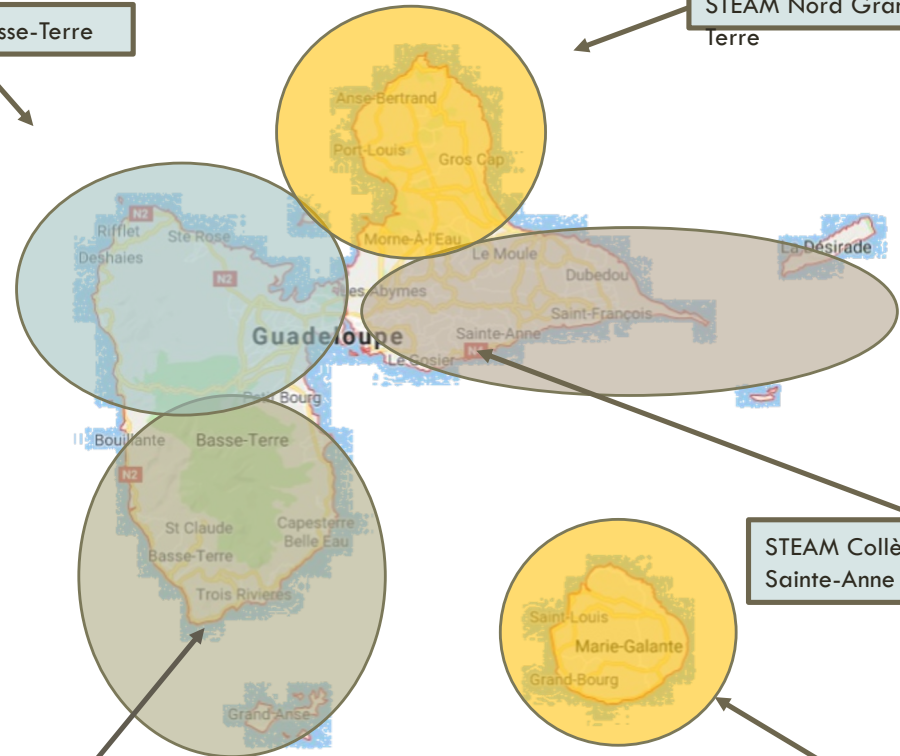 sse-Terre
STEAM Nord Gran
Terre
Anse-Bertrand
Port-Louis
Gros Cap
N2
Rifflet
Ste Rose
Deshaies
Morne-À-l'Eau
Le Moule
La Désirade
N2
Les Abymes
Dubedou
Saint-François
Guadeloupe
Sainte-Anne
Le Gosier
Petit Bourg
Bouillante
Basse-Terre
N2
St Claude
Capesterre
Belle Eau
Basse-Terre
Trois Rivieres
Grand-Anse
STEAM Collè
Sainte-Anne
Saint-Louis
Marie-Galante
Grand-Bourg